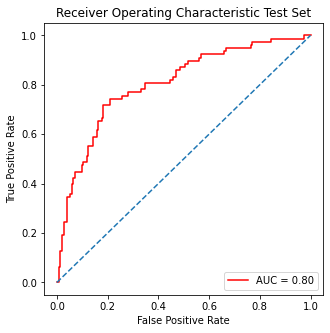 Receiver Operating Characteristic Test Set
True Positive Rate
1.0
0.8
0.6
0.4
0.2
0.0
AUC = 0.80
0.0 0.2 0.4 0.6 0.8 1.0
False Positive Rate